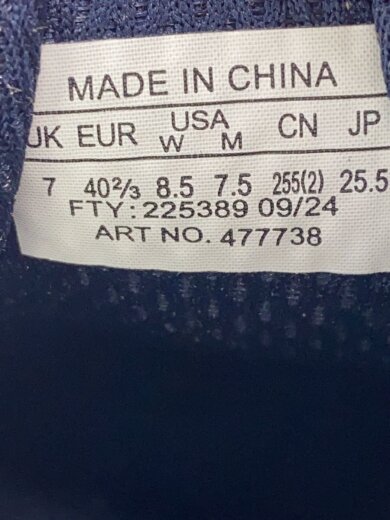 MADE IN CHINA
UK EUR USA CN JP
W M
7 40⅔ 8.5 7.5 255(2) 25.5
FTY: 225389 09/24
ART NO. 477738